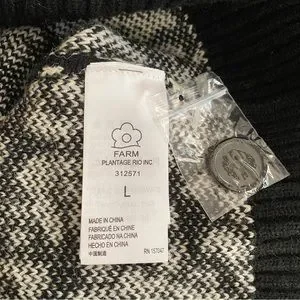 FARM
PLANTAGE RIO INC
312571
L
MADE IN CHINA
FABRIQUÉ EN CHINE
FABRICADO NA CHINA
HECHO EN CHINA
中国制造
RN 157047